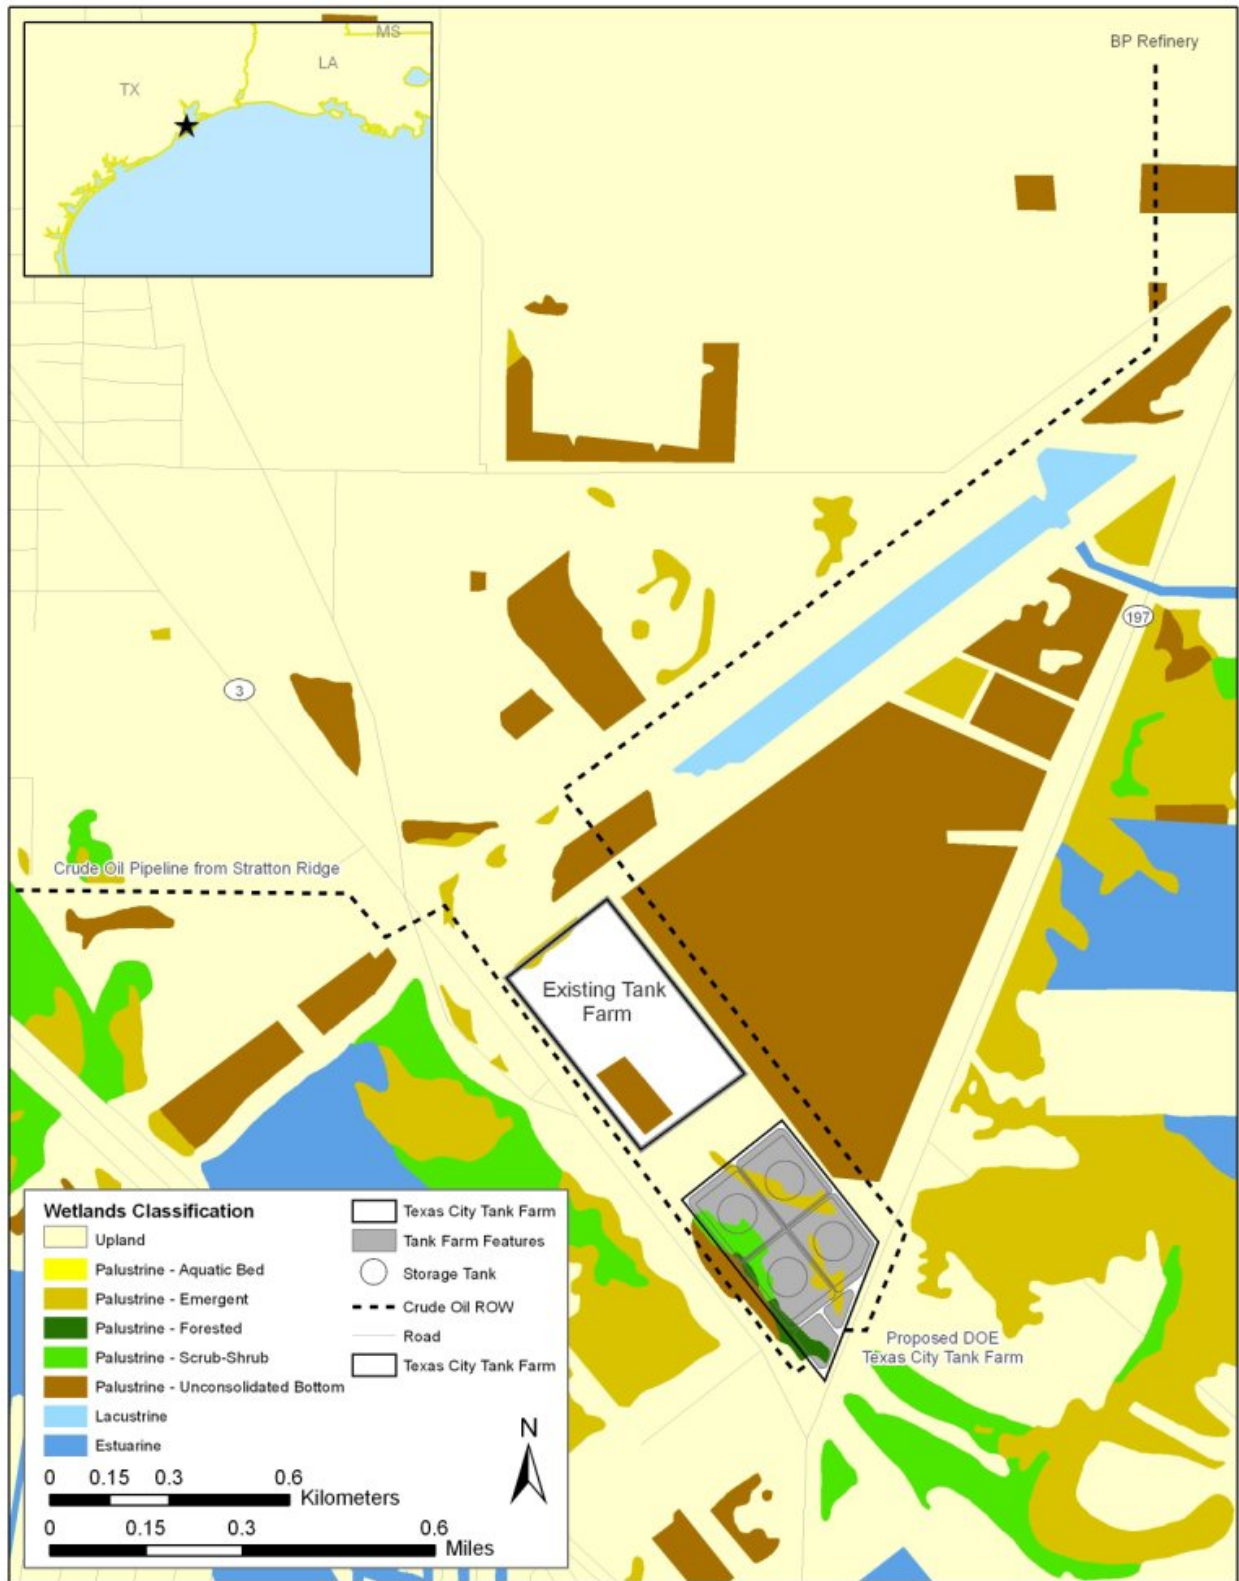 MS
LA
TX
BP Refinery
197
3
Crude Oil Pipeline from Stratton Ridge
Existing Tank
Farm
Proposed DOE
Texas City Tank Farm
Wetlands Classification
Upland
Palustrine - Aquatic Bed
Palustrine - Emergent
Palustrine - Forested
Palustrine - Scrub-Shrub
Palustrine - Unconsolidated Bottom
Lacustrine
Estuarine
Texas City Tank Farm
Tank Farm Features
Storage Tank
Crude Oil ROW
Road
Texas City Tank Farm
N
0 0.15 0.3 0.6
Kilometers
0 0.15 0.3 0.6
Miles